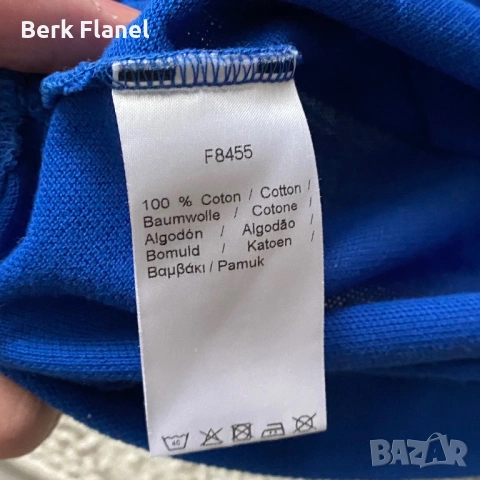 Berk Flanel
F8455
100 % Coton / Cotton /
Baumwolle / Cotone /
Algodón / Algodão /
Bomuld / Katoen /
Βαμβάκι / Pamuk
40
BAZAR